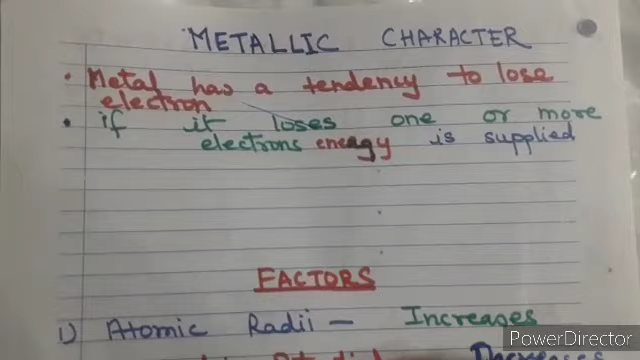 METALLIC CHARACTER
• Metal has a tendency to lose
electron
• if it loses one or more
electrons energy is supplied
FACTORS
1) Atomic Radii — Increases
PowerDirector